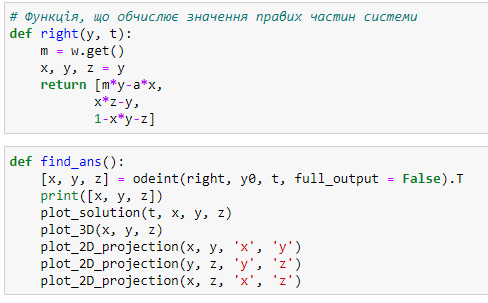 # Функція, що обчислює значення правих частин системи
def right(y, t):
    m = w.get()
    x, y, z = y
    return [m*y-a*x,
           x*z-y,
           1-x*y-z]
def find_ans():
    [x, y, z] = odeint(right, y0, t, full_output = False).T
    print([x, y, z])
    plot_solution(t, x, y, z)
    plot_3D(x, y, z)
    plot_2D_projection(x, y, 'x', 'y')
    plot_2D_projection(y, z, 'y', 'z')
    plot_2D_projection(x, z, 'x', 'z')